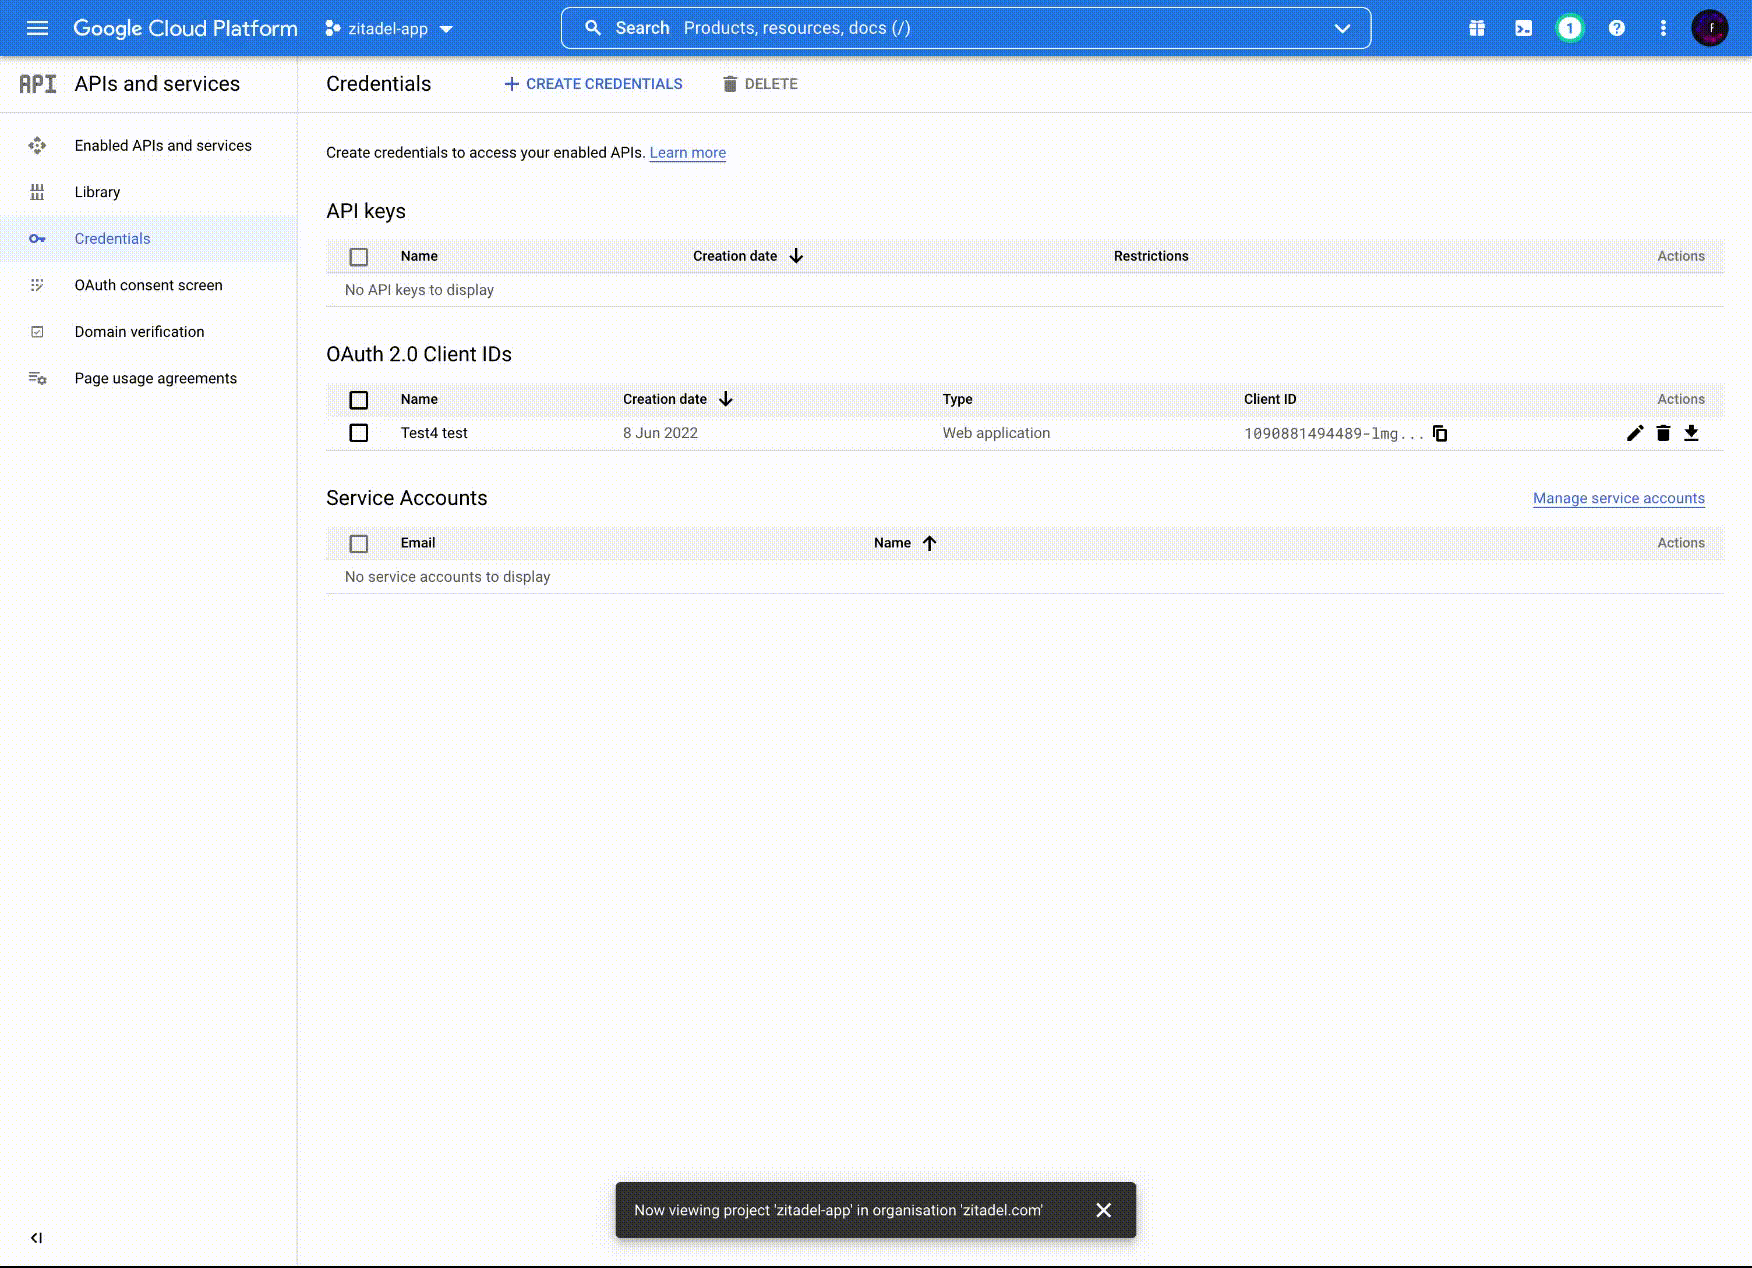 Google Cloud Platform zitadel-app Search Products, resources, docs (/) 1 F
API APIs and services
Credentials + CREATE CREDENTIALS DELETE
Enabled APIs and services
Library
Credentials
OAuth consent screen
Domain verification
Page usage agreements
Create credentials to access your enabled APIs. Learn more
API keys
Name Creation date Restrictions Actions
No API keys to display
OAuth 2.0 Client IDs
Name Creation date Type Client ID Actions
Test4 test 8 Jun 2022 Web application 1090881494489-lmg...
Service Accounts Manage service accounts
Email Name Actions
No service accounts to display
Now viewing project 'zitadel-app' in organisation 'zitadel.com'